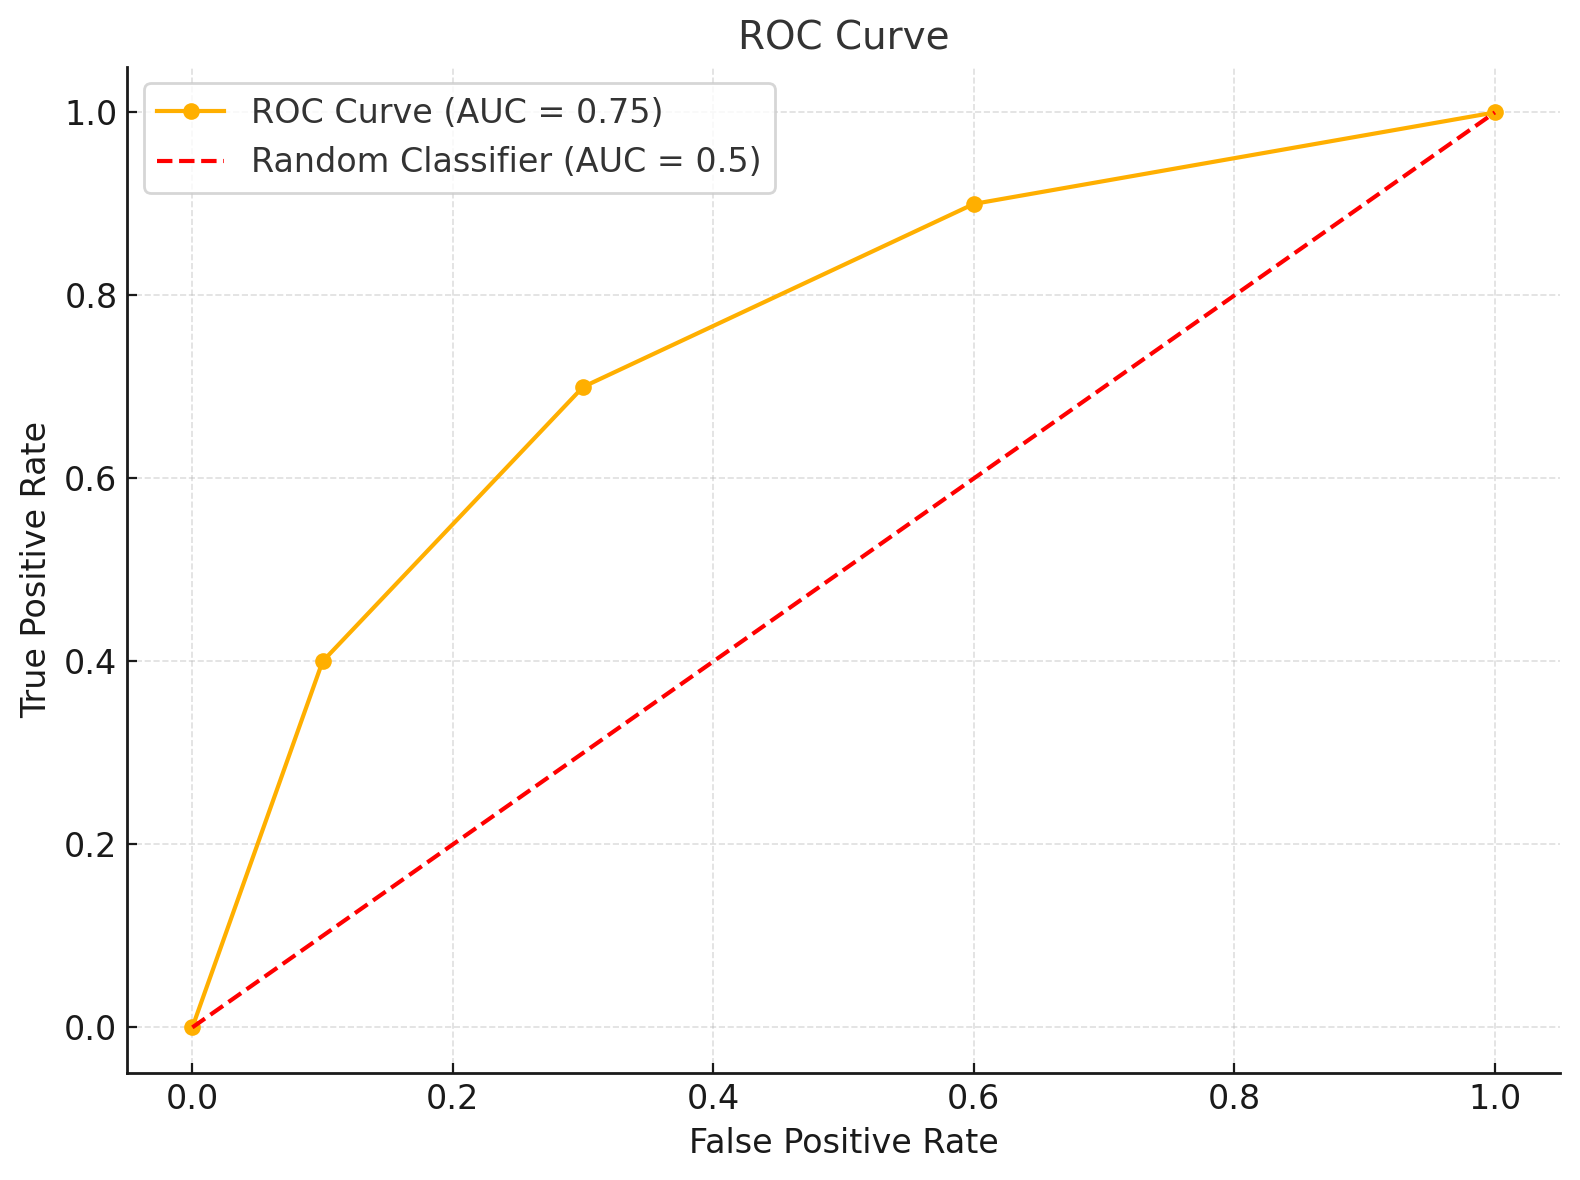 ROC Curve
ROC Curve (AUC = 0.75)
Random Classifier (AUC = 0.5)
True Positive Rate
1.0
0.8
0.6
0.4
0.2
0.0
0.0 0.2 0.4 0.6 0.8 1.0
False Positive Rate